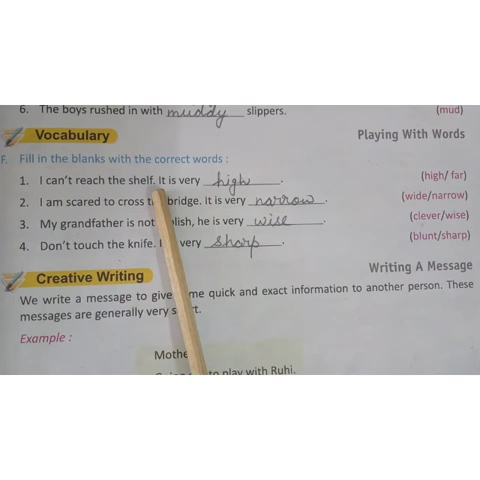 6. The boys rushed in with muddy slippers. (mud)
Vocabulary Playing With Words
F. Fill in the blanks with the correct words :
1. I can't reach the shelf. It is very high. (high/ far)
2. I am scared to cross t bridge. It is very narrow. (wide/narrow)
3. My grandfather is not lish, he is very wise. (clever/wise)
4. Don't touch the knife. I very sharp. (blunt/sharp)
Creative Writing Writing A Message
We write a message to give me quick and exact information to another person. These
messages are generally very s t.
Example :
Mothe
to play with Ruhi.